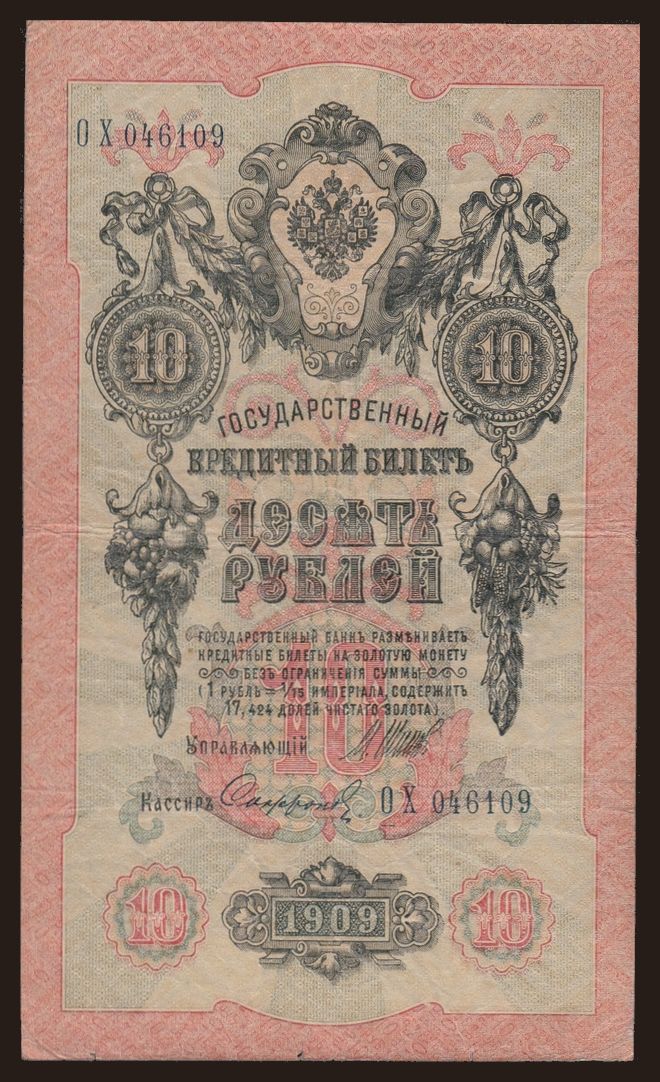 ОХ 046109
10
10
ГОСУДАРСТВЕННЫЙ
КРЕДИТНЫЙ БИЛЕТЪ
ДЕСЯТЬ
РУБЛЕЙ
ГОСУДАРСТВЕННЫЙ БАНКЪ РАЗМѢНИВАЕТЪ
КРЕДИТНЫЕ БИЛЕТЫ НА ЗОЛОТУЮ МОНЕТУ
БЕЗЪ ОГРАНИЧЕНІЯ СУММЫ
(1 РУБЛЬ = 1/15 ИМПЕРІАЛА, СОДЕРЖИТЪ
17,424 ДОЛЕЙ ЧИСТАГО ЗОЛОТА)
10
УПРАВЛЯЮЩІЙ
КАССИРЪ Софронов
ОХ 046109
10
1909
10